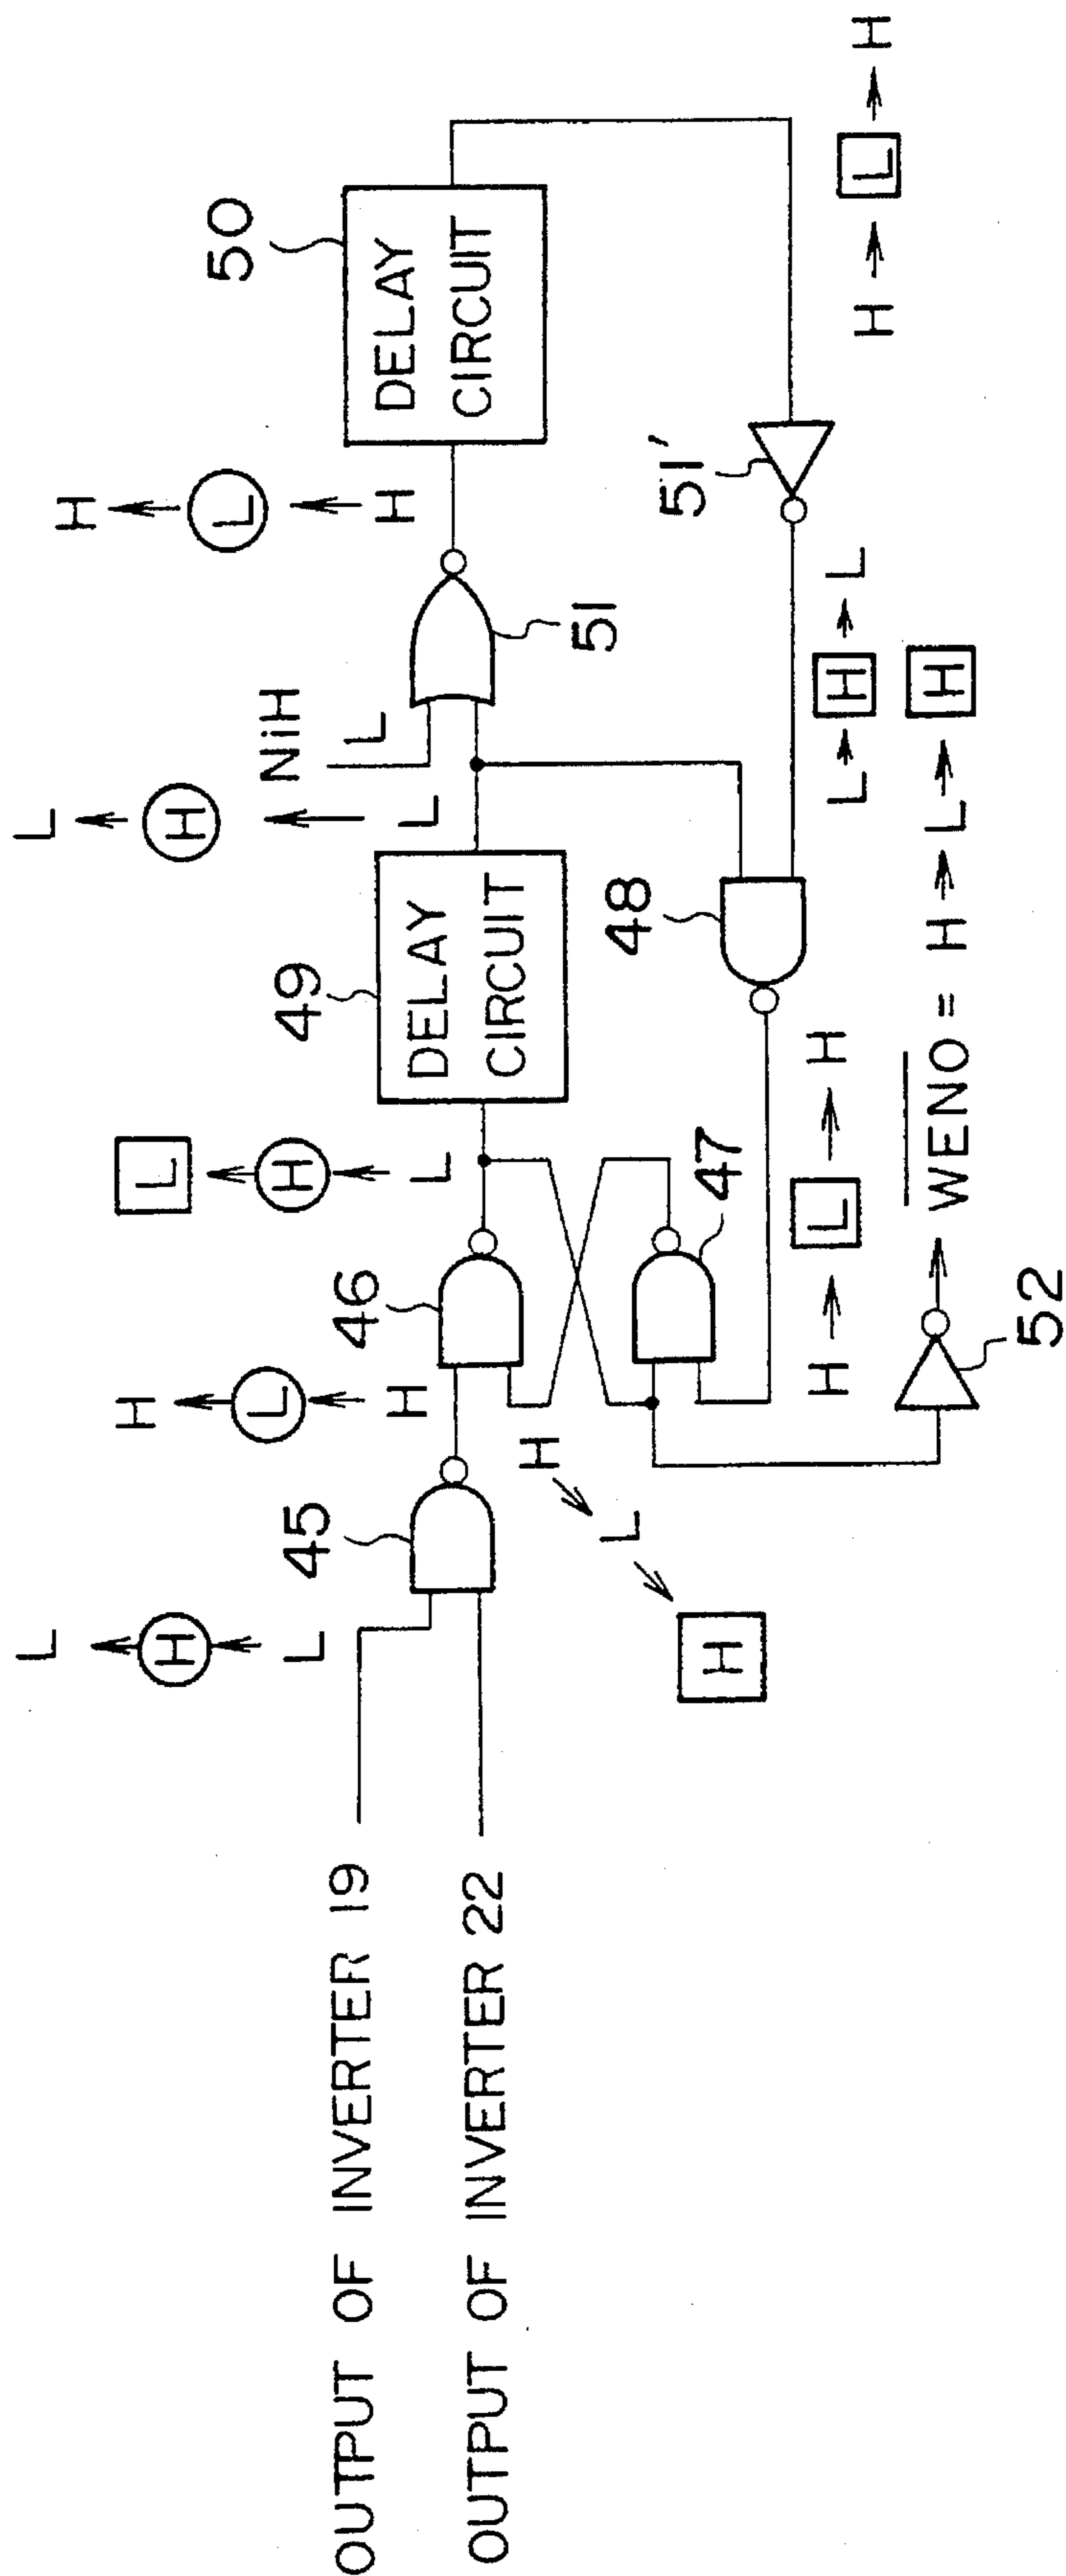 OUTPUT OF INVERTER 19
OUTPUT OF INVERTER 22
L → H → L
45
H → L → H
H → L → H
46
L → H → L
47
49
DELAY
CIRCUIT
L → H → L
NiH
L
51
H → L → H
50
DELAY
CIRCUIT
H → L → H
51'
L → H → L
48
H → L → H
52
WENO = H → L → H